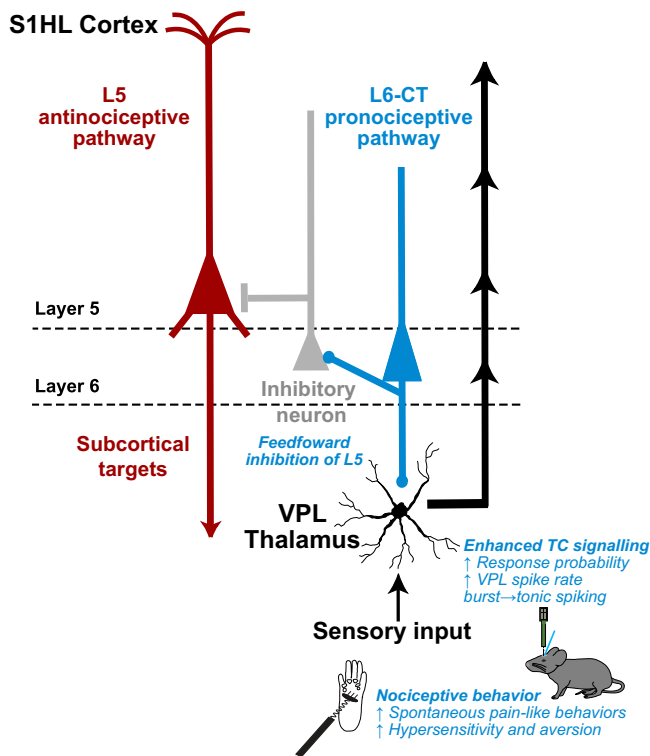 S1HL Cortex
L5
antinociceptive
pathway
L6-CT
pronociceptive
pathway
Layer 5
Layer 6
Inhibitory
neuron
Subcortical
targets
Feedfoward
inhibition of L5
VPL
Thalamus
Enhanced TC signalling
↑ Response probability
↑ VPL spike rate
burst→tonic spiking
Sensory input
Nociceptive behavior
↑ Spontaneous pain-like behaviors
↑ Hypersensitivity and aversion